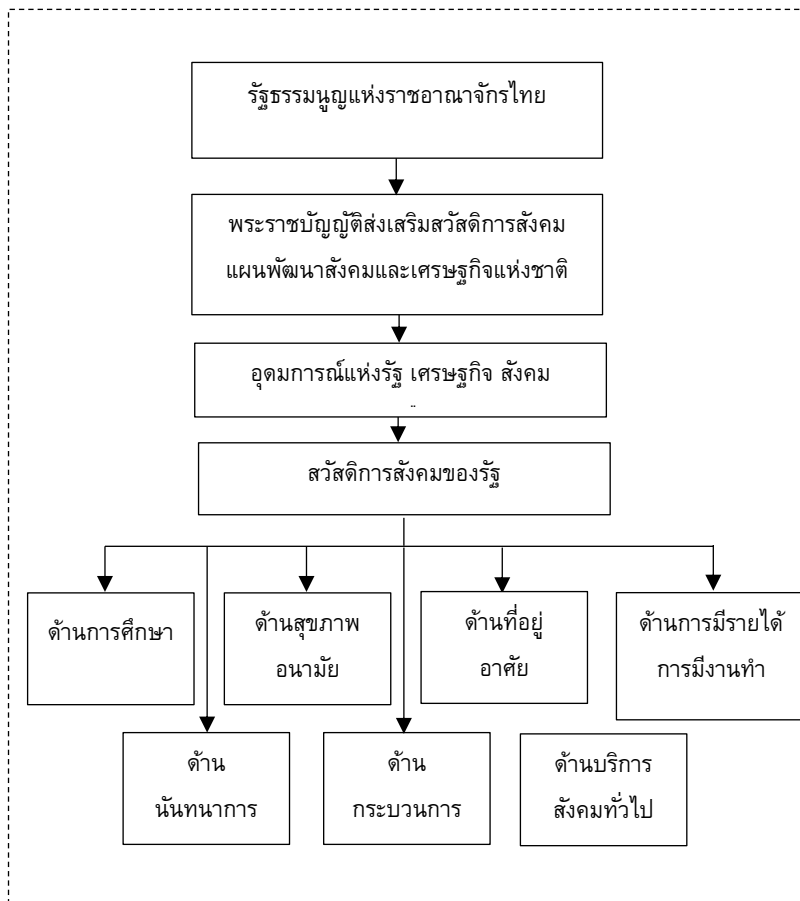 รัฐธรรมนูญแห่งราชอาณาจักรไทย
พระราชบัญญัติส่งเสริมสวัสดิการสังคม
แผนพัฒนาสังคมและเศรษฐกิจแห่งชาติ
อุดมการณ์แห่งรัฐ เศรษฐกิจ สังคม
สวัสดิการสังคมของรัฐ
ด้านการศึกษา
ด้านสุขภาพ
อนามัย
ด้านที่อยู่
อาศัย
ด้านการมีรายได้
การมีงานทำ
ด้าน
นันทนาการ
ด้าน
กระบวนการ
ด้านบริการ
สังคมทั่วไป